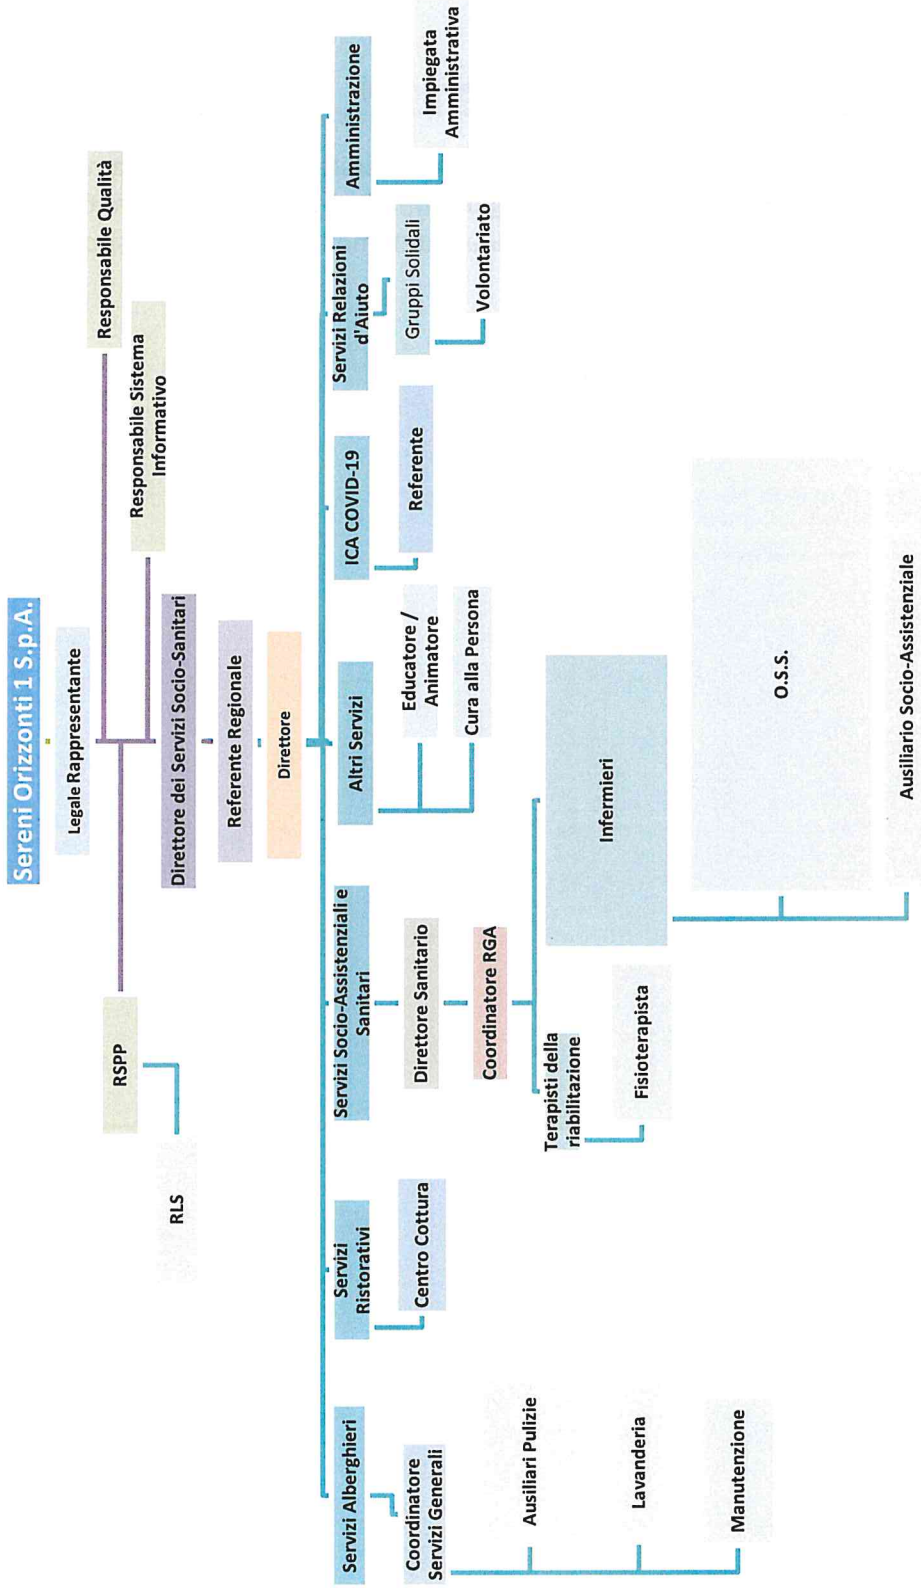 Sereni Orizzonti 1 S.p.A.
Legale Rappresentante
Responsabile Qualità
RSPP
Responsabile Sistema
Informativo
RLS
Direttore dei Servizi Socio-Sanitari
Referente Regionale
Direttore
Servizi Alberghieri
Coordinatore
Servizi Generali
Ausiliari Pulizie
Lavanderia
Manutenzione
Servizi
Ristorativi
Centro Cottura
Servizi Socio-Assistenziali e
Sanitari
Direttore Sanitario
Coordinatore RGA
Terapisti della
riabilitazione
Fisioterapista
Infermieri
O.S.S.
Ausiliario Socio-Assistenziale
Altri Servizi
Educatore /
Animatore
Cura alla Persona
ICA COVID-19
Referente
Servizi Relazioni
d'Aiuto
Gruppi Solidali
Volontariato
Amministrazione
Impiegata
Amministrativa